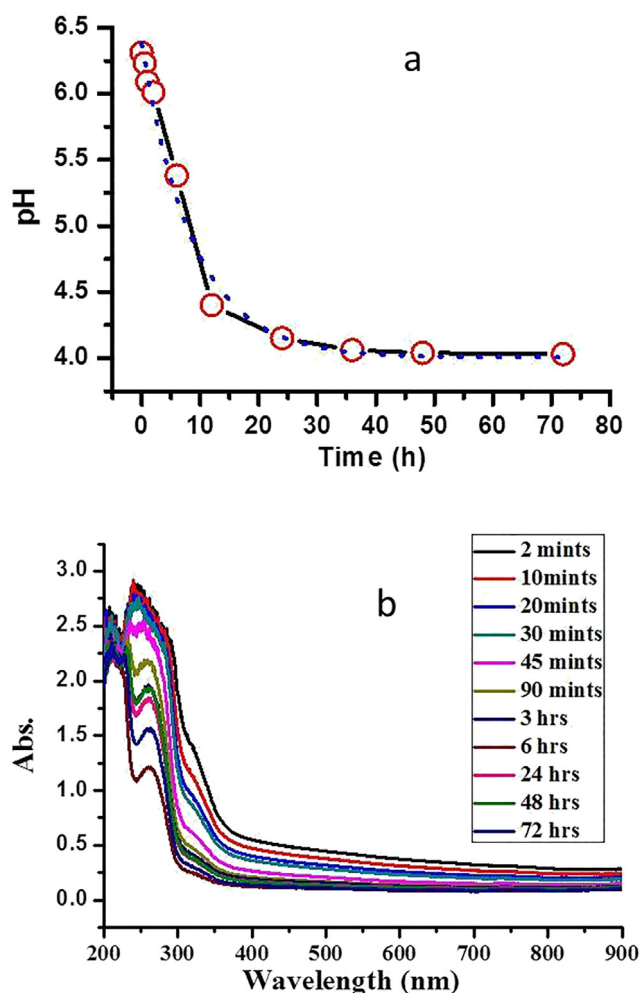 a
6.5
6.0
5.5
5.0
4.5
4.0
pH
0 10 20 30 40 50 60 70 80
Time (h)
b
2 mints
10mints
20mints
30 mints
45 mints
90 mints
3 hrs
6 hrs
24 hrs
48 hrs
72 hrs
3.0
2.5
2.0
1.5
1.0
0.5
0.0
Abs.
200 300 400 500 600 700 800 900
Wavelength (nm)